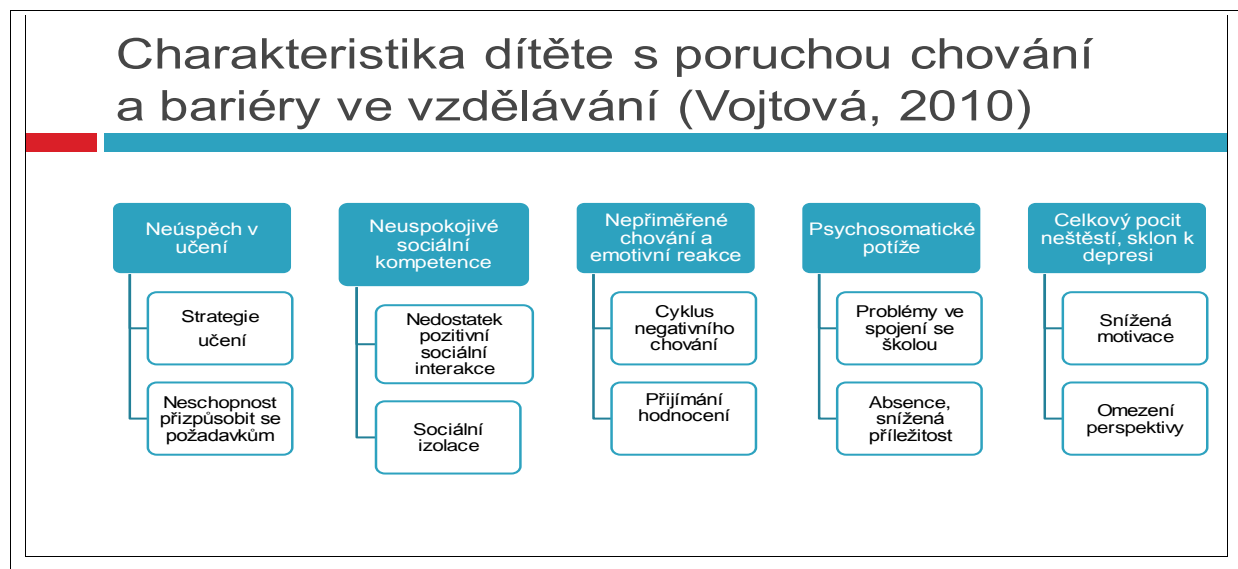 Charakteristika dítěte s poruchou chování
a bariéry ve vzdělávání (Vojtová, 2010)
Neúspěch v
učení
Strategie
učení
Neschopnost
přizpůsobit se
požadavkům
Neuspokojivé
sociální
kompetence
Nedostatek
pozitivní
sociální
interakce
Sociální
izolace
Nepřiměřené
chování a
emotivní reakce
Cyklus
negativního
chování
Přijímání
hodnocení
Psychosomatické
potíže
Problémy ve
spojení se
školou
Absence,
snížená
příležitost
Celkový pocit
neštěstí, sklon k
depresi
Snížená
motivace
Omezení
perspektivy